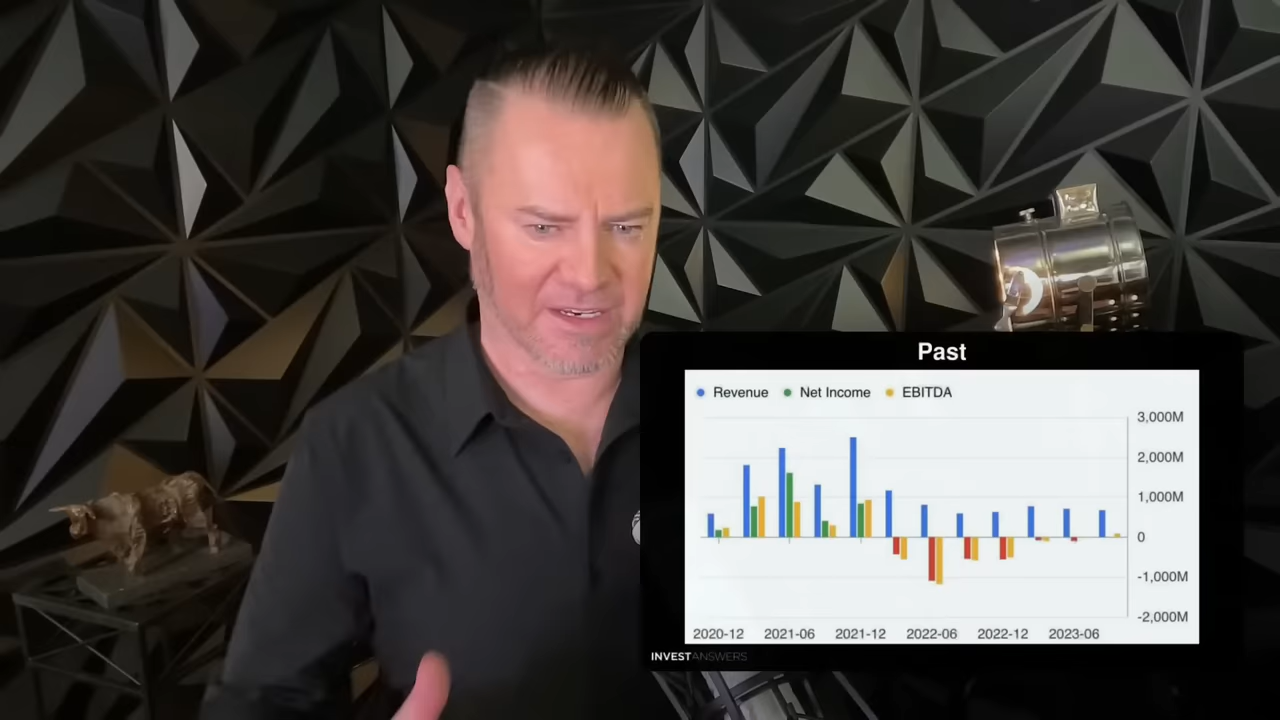 Past
Revenue Net Income EBITDA
3,000M
2,000M
1,000M
0
-1,000M
-2,000M
2020-12 2021-06 2021-12 2022-06 2022-12 2023-06
INVESTANSWERS